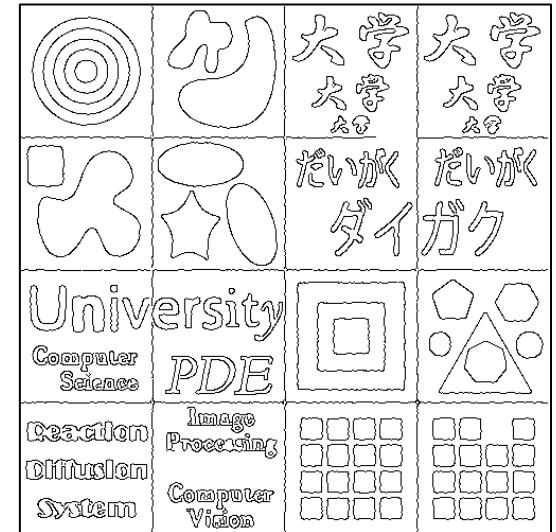 大学 大学
大学 大学
大学 大学
だいがく だいがく
ダイガク
University
Computer
Science
PDE
Reaction
Diffusion
System
Image
Processing
Computer
Vision